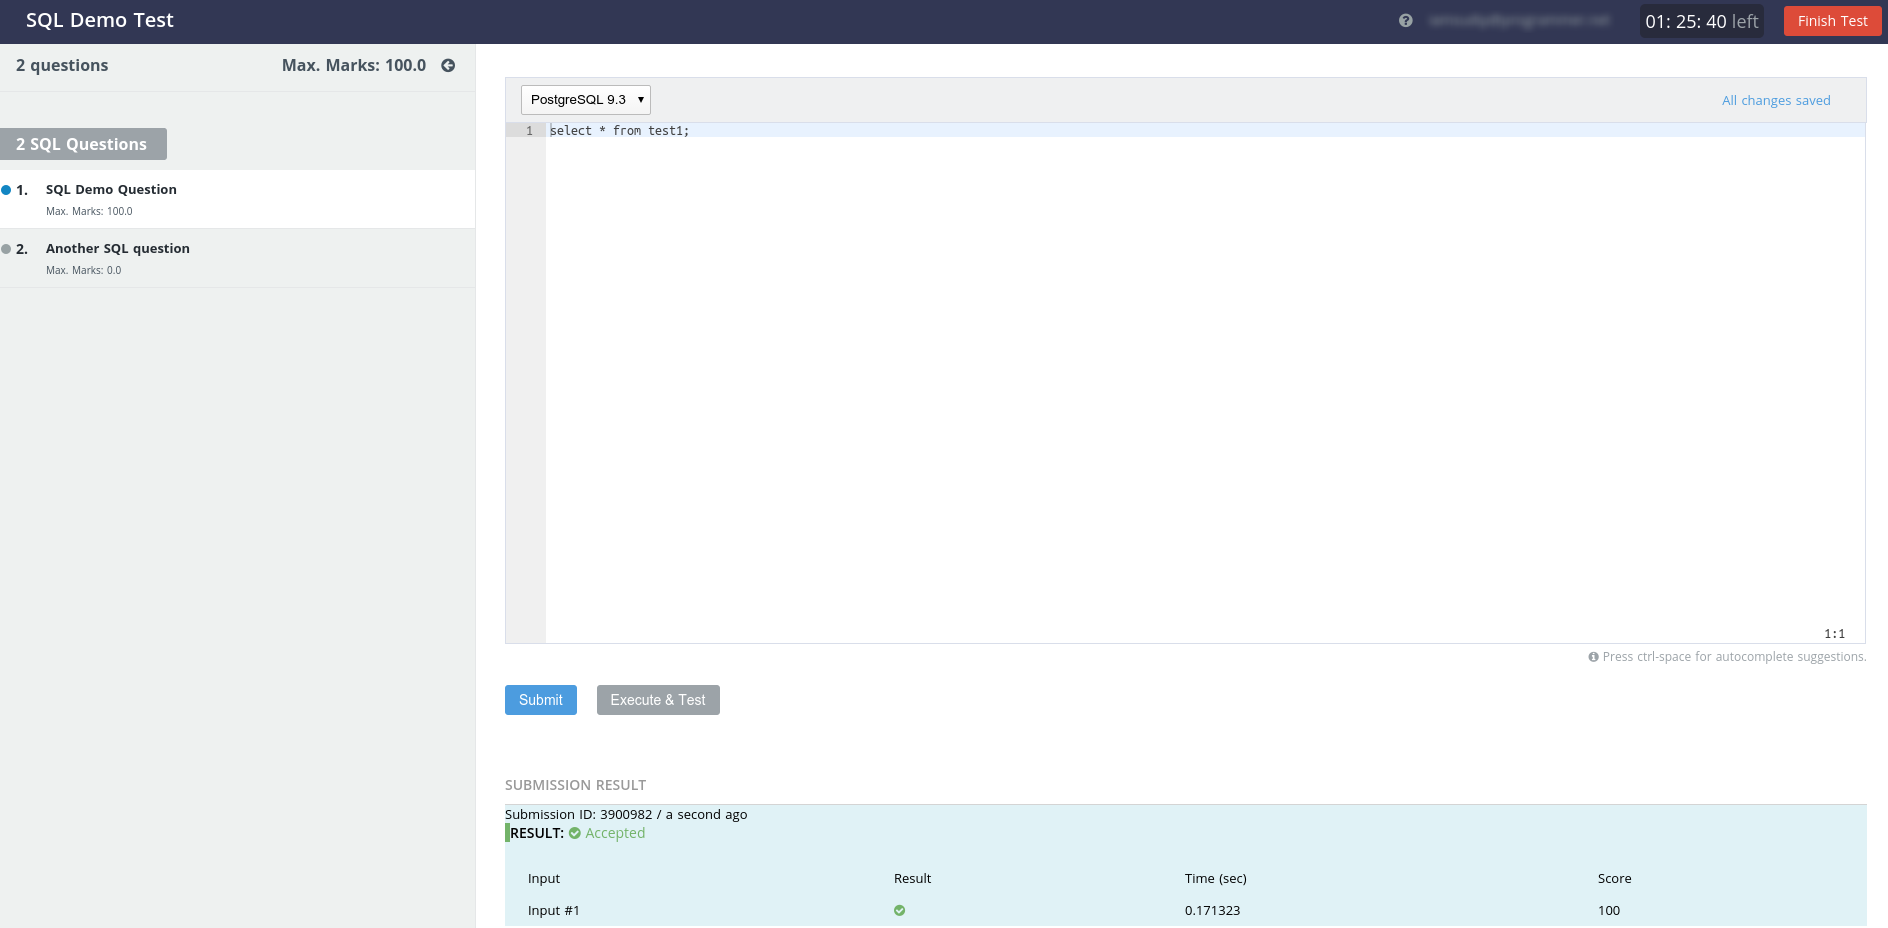 SQL Demo Test
01: 25: 40 left
Finish Test
2 questions
Max. Marks: 100.0
2 SQL Questions
1. SQL Demo Question
Max. Marks: 100.0
2. Another SQL question
Max. Marks: 0.0
PostgreSQL 9.3
All changes saved
1 select * from test1;
1:1
Press ctrl-space for autocomplete suggestions.
Submit
Execute & Test
SUBMISSION RESULT
Submission ID: 3900982 / a second ago
RESULT: Accepted
Input Result Time (sec) Score
Input #1 0.171323 100